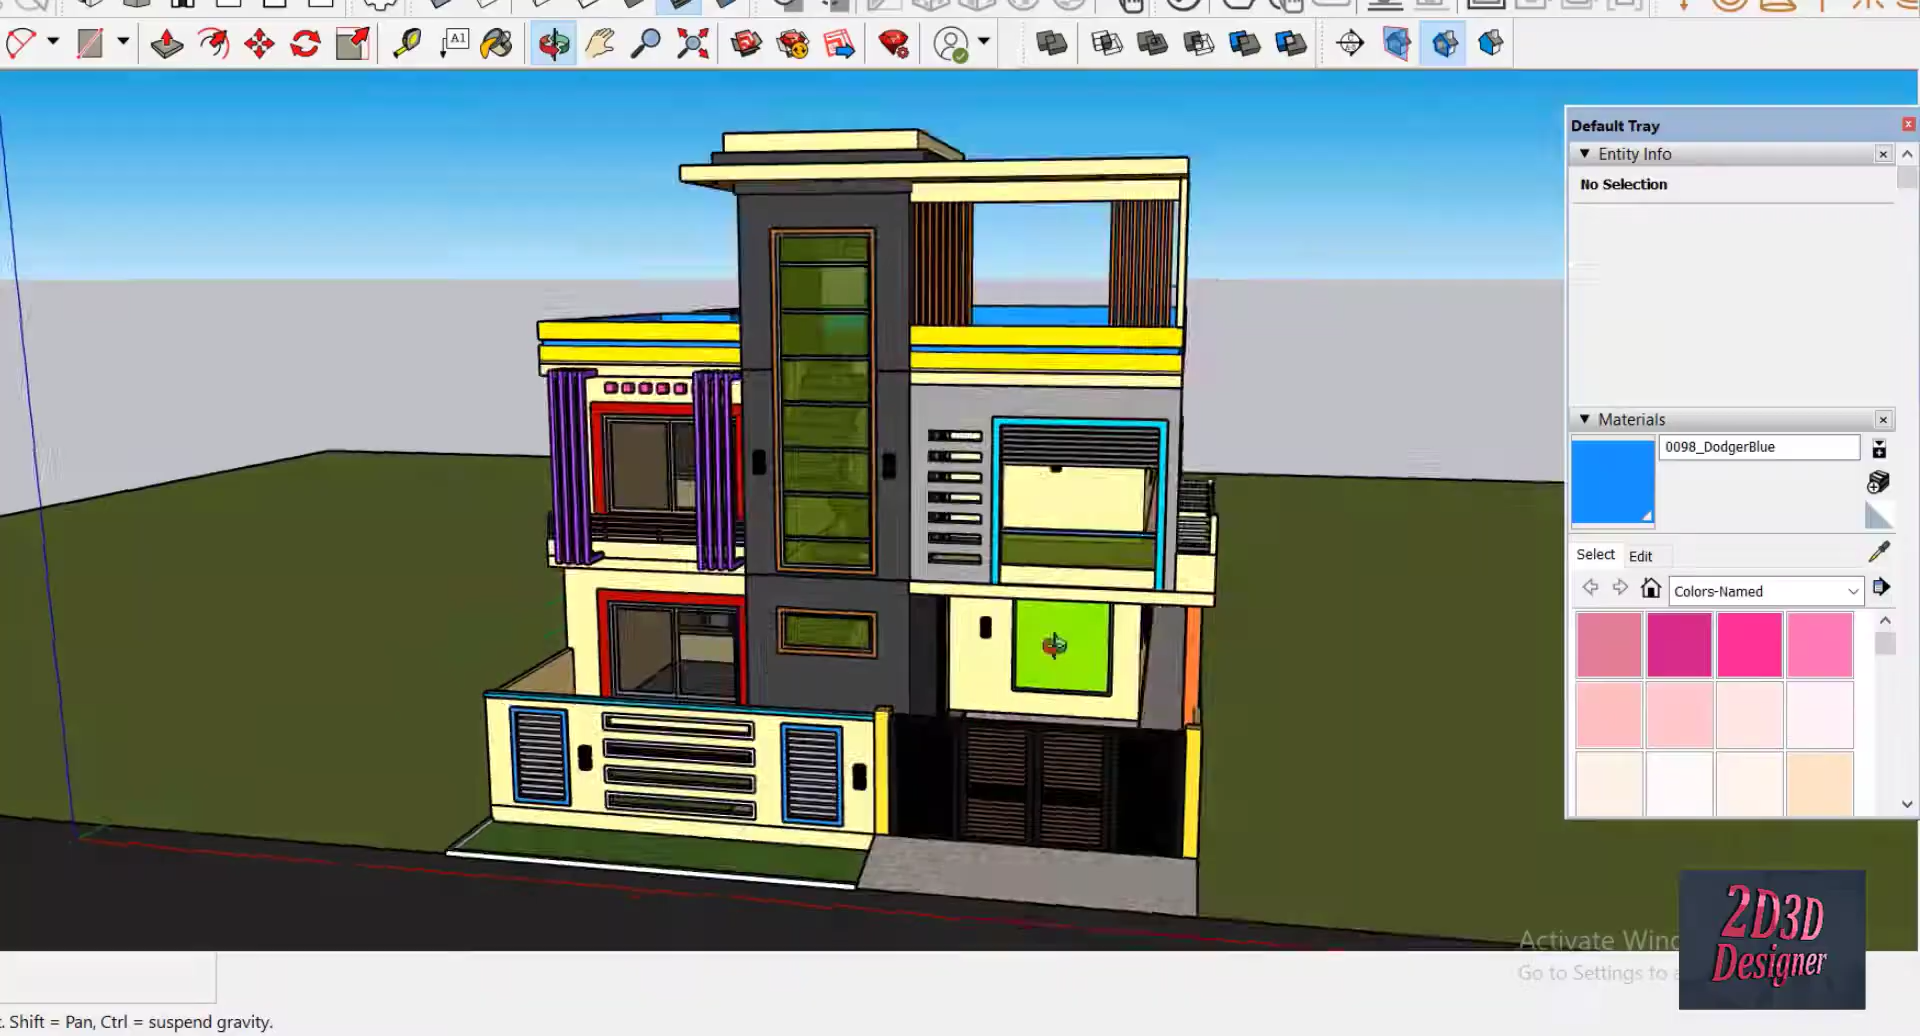 A1
Default Tray
Entity Info
No Selection
Materials
0098_DodgerBlue
Select Edit
Colors-Named
Activate Wind
Go to Settings to a
2D3D
Designer
Shift = Pan, Ctrl = suspend gravity.